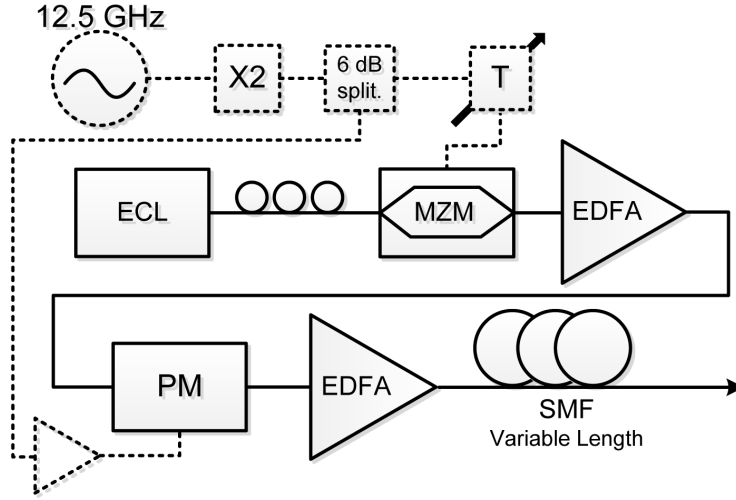 12.5 GHz
X2
6 dB
split.
T
ECL
MZM
EDFA
PM
EDFA
SMF
Variable Length